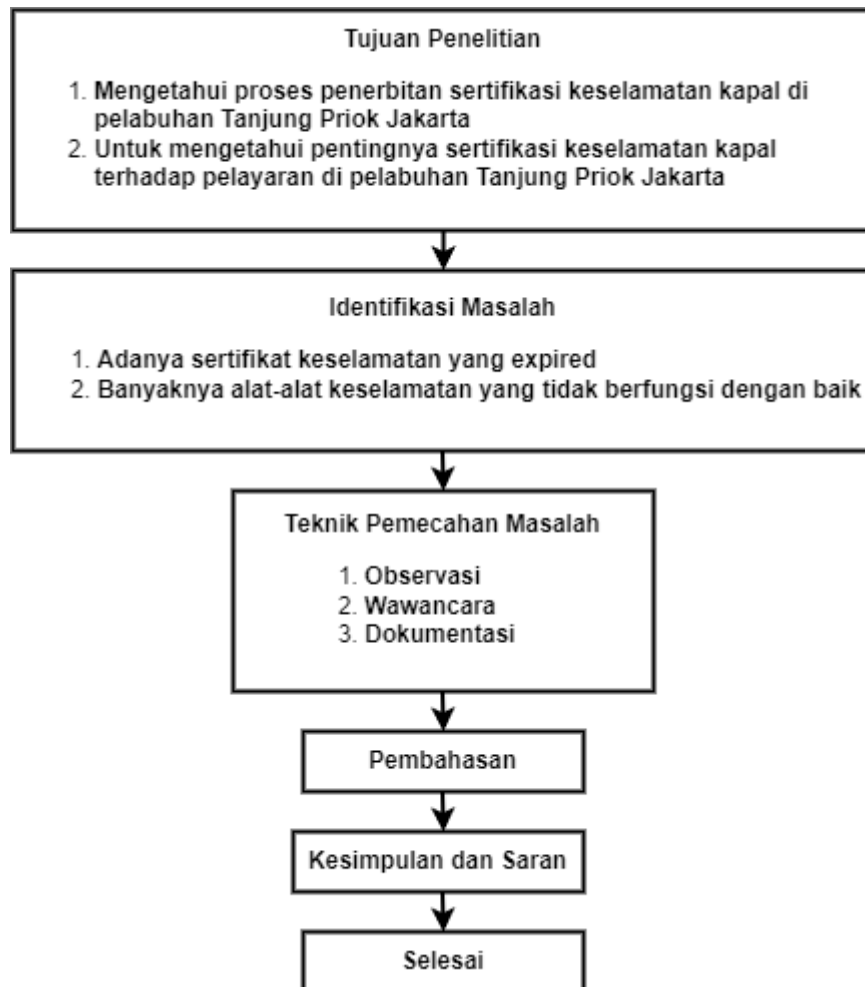 Tujuan Penelitian
1. Mengetahui proses penerbitan sertifikasi keselamatan kapal di
pelabuhan Tanjung Priok Jakarta
2. Untuk mengetahui pentingnya sertifikasi keselamatan kapal
terhadap pelayaran di pelabuhan Tanjung Priok Jakarta
Identifikasi Masalah
1. Adanya sertifikat keselamatan yang expired
2. Banyaknya alat-alat keselamatan yang tidak berfungsi dengan baik
Teknik Pemecahan Masalah
1. Observasi
2. Wawancara
3. Dokumentasi
Pembahasan
Kesimpulan dan Saran
Selesai